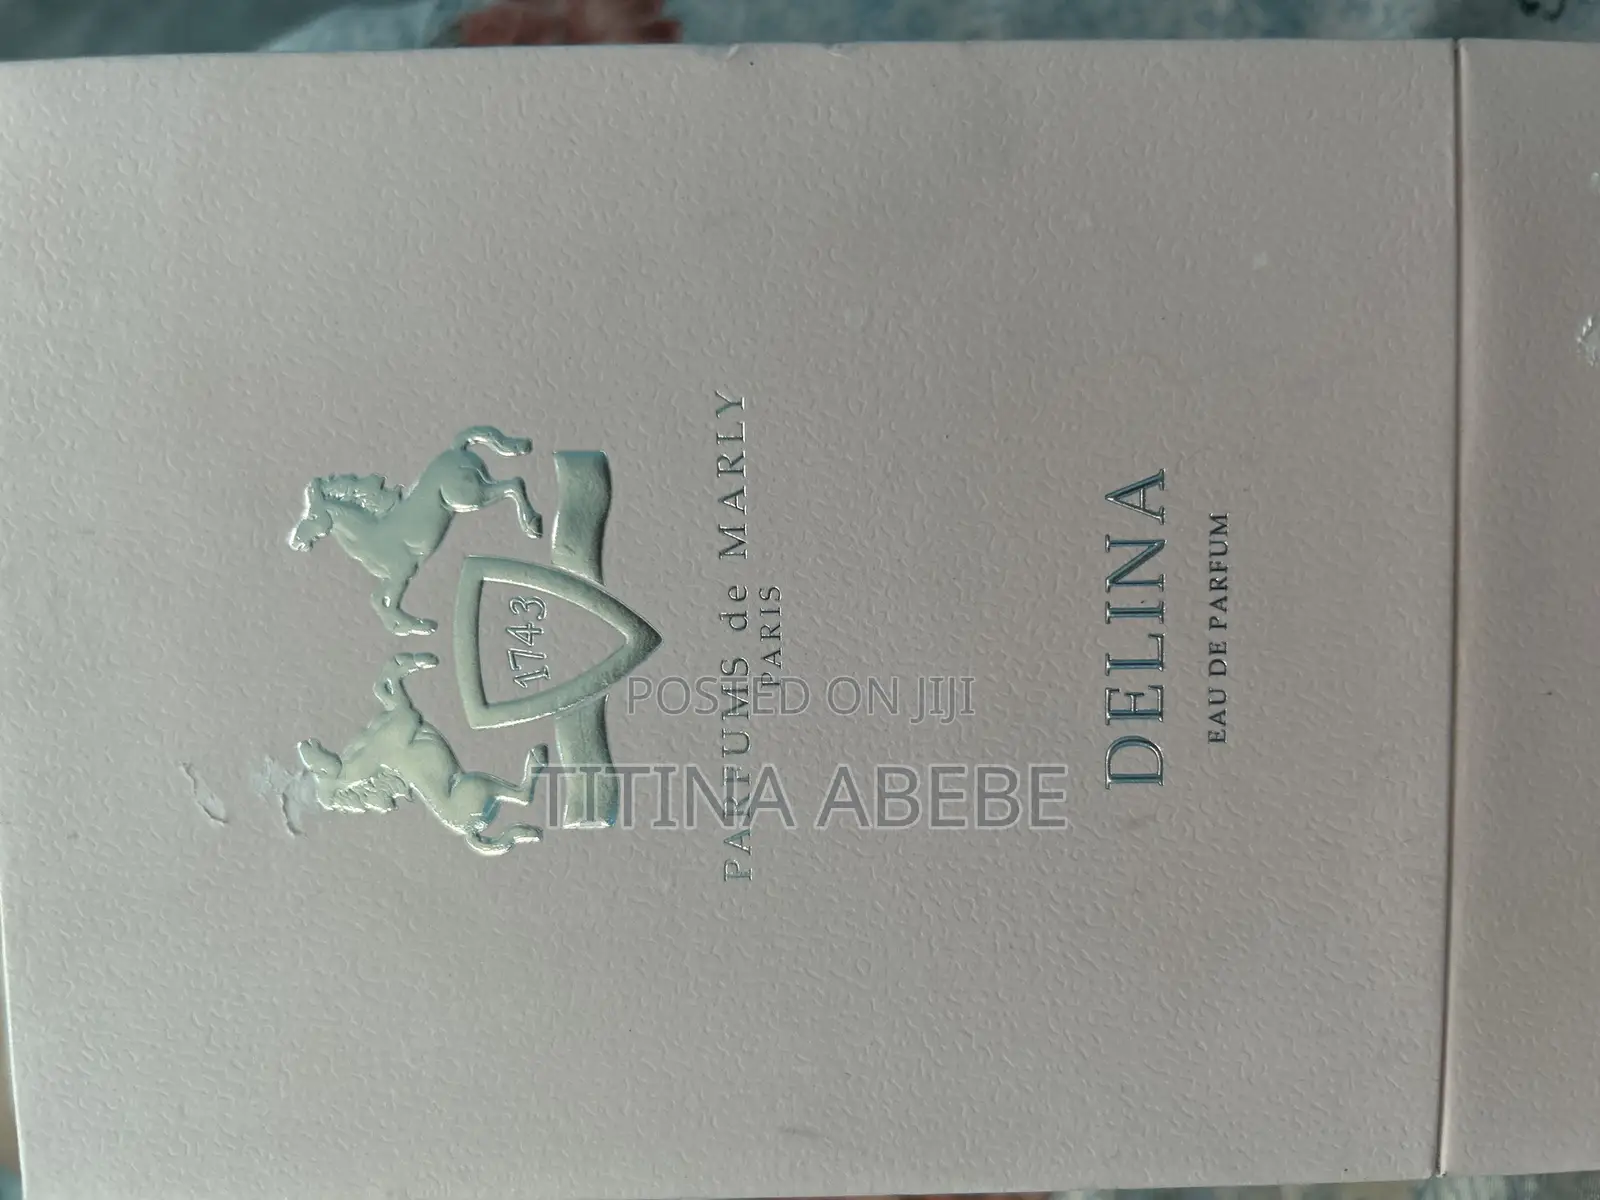 1743
PARFUMS de MARLY
PARIS
DELINA
EAU DE PARFUM
POSTED ON JIJI
TITINA ABEBE